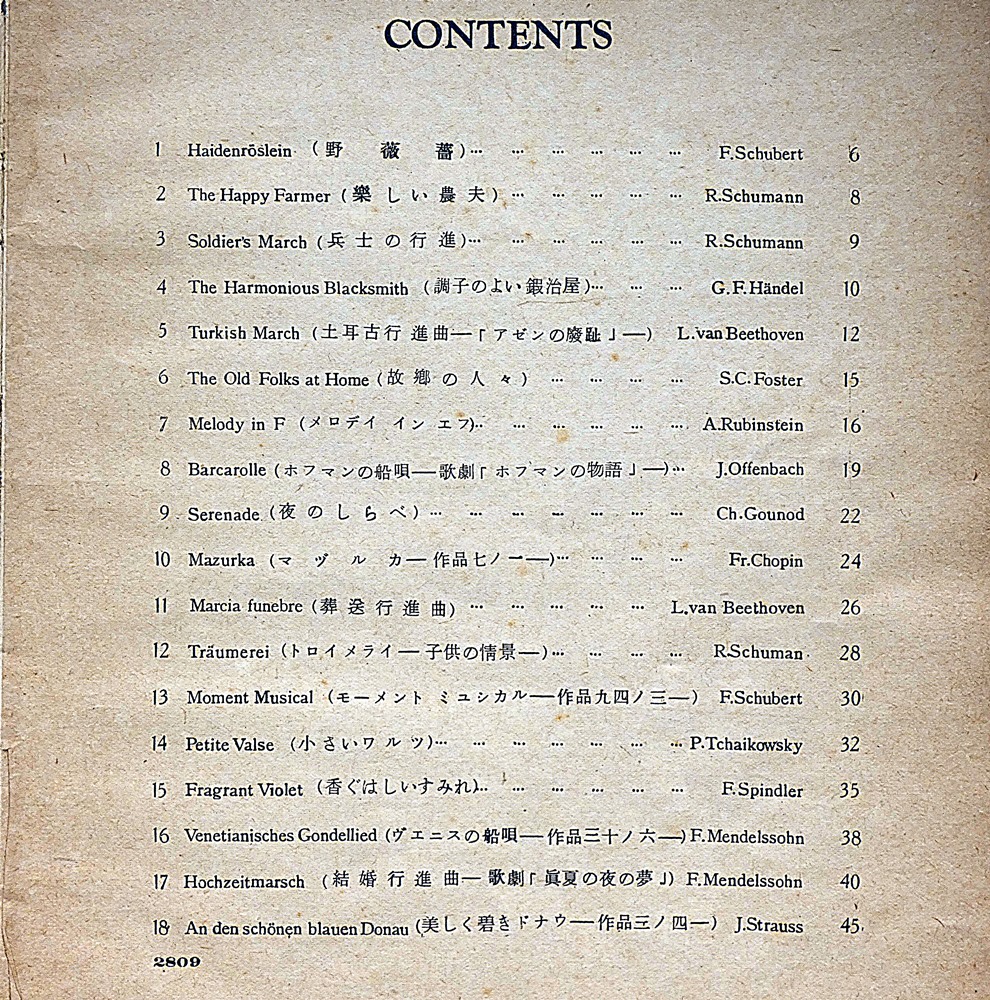 CONTENTS
1 Haidenröslein (野薔薇)… … … … … … F.Schubert 6
2 The Happy Farmer (樂しい農夫) … … … … … R.Schumann 8
3 Soldier's March (兵士の行進)… … … … … … R.Schumann 9
4 The Harmonious Blacksmith (調子のよい鍛冶屋)… … … G.F.Händel 10
5 Turkish March (土耳古行進曲—「アゼンの廢趾」—) L.van Beethoven 12
6 The Old Folks at Home (故鄕の人々) … … … … S.C.Foster 15
7 Melody in F (メロデイ イン エフ)… … … … … … A.Rubinstein 16
8 Barcarolle (ホフマンの船唄—歌劇「ホフマンの物語」—)… J.Offenbach 19
9 Serenade (夜のしらべ)… … … … … … … Ch.Gounod 22
10 Mazurka (マヅルカ—作品七ノ一—)… … … … Fr.Chopin 24
11 Marcia funebre (葬送行進曲) … … … … … L.van Beethoven 26
12 Träumerei (トロイメライ—子供の情景—)… … … … R.Schuman 28
13 Moment Musical (モーメント ミュシカル—作品九四ノ三—) F.Schubert 30
14 Petite Valse (小さいワルツ)… … … … … … … P.Tchaikowsky 32
15 Fragrant Violet (香ぐはしいすみれ)… … … … … … F.Spindler 35
16 Venetianisches Gondellied (ヴエニスの船唄—作品三十ノ六—) F.Mendelssohn 38
17 Hochzeitmarsch (結婚行進曲—歌劇「眞夏の夜の夢」) F.Mendelssohn 40
18 An den schönen blauen Donau (美しく碧きドナウ—作品三ノ四—) J.Strauss 45
2809